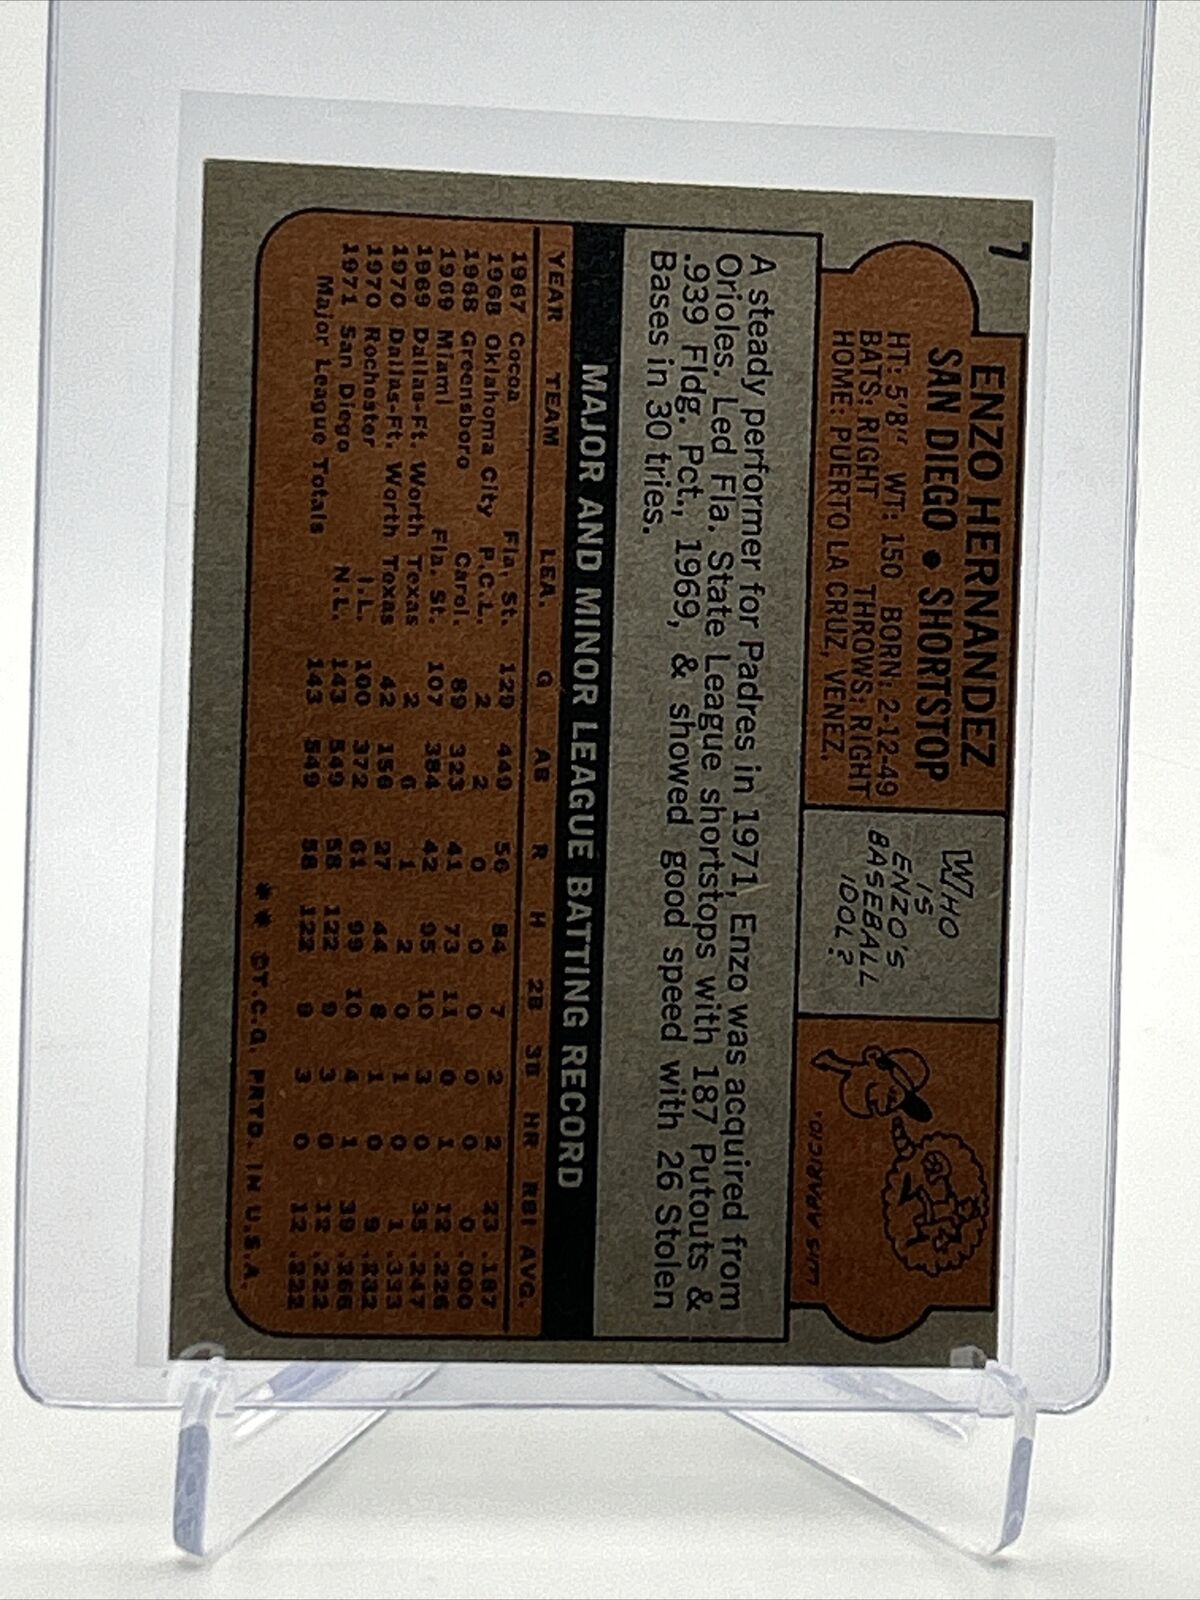 7
ENZO HERNANDEZ
SAN DIEGO • SHORTSTOP
HT: 5'8" WT: 150 BORN: 2-12-49
BATS: RIGHT THROWS: RIGHT
HOME: PUERTO LA CRUZ, VENEZ.
WHO
IS
ENZO'S
BASEBALL
IDOL?
LUIS APARICIO.
A steady performer for Padres in 1971, Enzo was acquired from
Orioles. Led Fla. State League shortstops with 187 Putouts &
.939 Fldg. Pct., 1969, & showed good speed with 26 Stolen
Bases in 30 tries.
MAJOR AND MINOR LEAGUE BATTING RECORD
YEAR TEAM LEA. G AB R H 2B 3B HR RBI AVG.
1967 Cocoa Fla. St. 129 449 56 84 7 2 2 23 .187
1968 Oklahoma City P.C.L. 2 2 0 0 0 0 0 0 .000
1968 Greensboro Carol. 89 323 41 73 11 0 1 12 .226
1969 Miami Fla. St. 107 384 42 95 10 3 0 35 .247
1969 Dallas-Ft. Worth Texas 2 6 1 2 0 1 0 1 .333
1970 Dallas-Ft. Worth Texas 42 156 27 44 8 1 0 9
1970 Rochester I.L. 100 372 61 99 10 4 1 39 .266
1971 San Diego N.L. 143 549 58 122 9 3 0 12 .222
Major League Totals 143 549 58 122 9 3 0 12 .222
** ©T.C.G. PRTD. IN U.S.A.